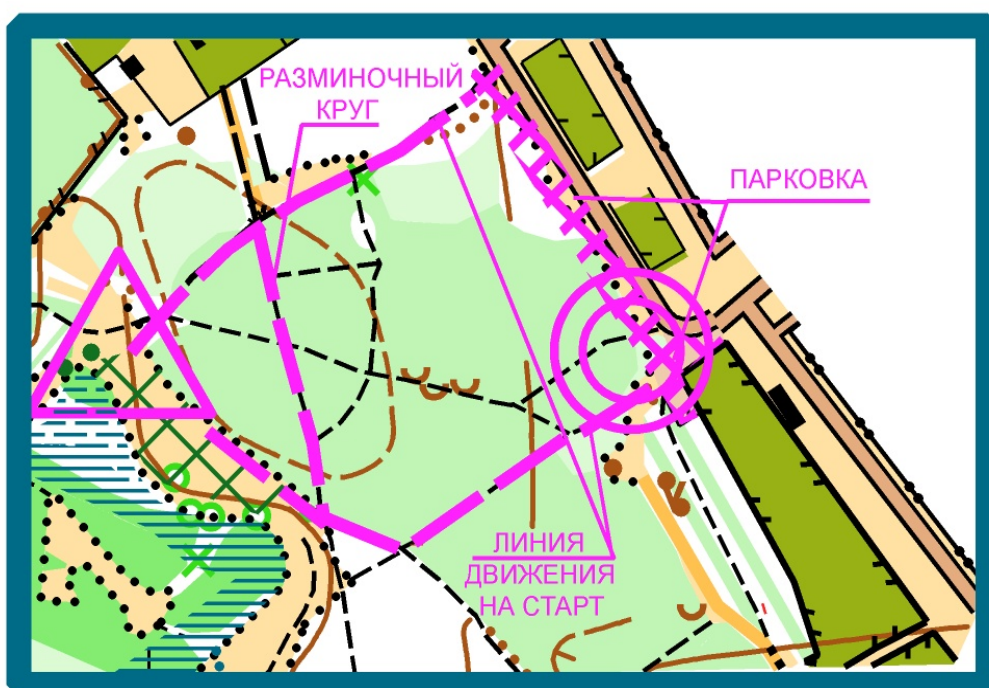 РАЗМИНОЧНЫЙ
КРУГ
ПАРКОВКА
ЛИНИЯ
ДВИЖЕНИЯ
НА СТАРТ